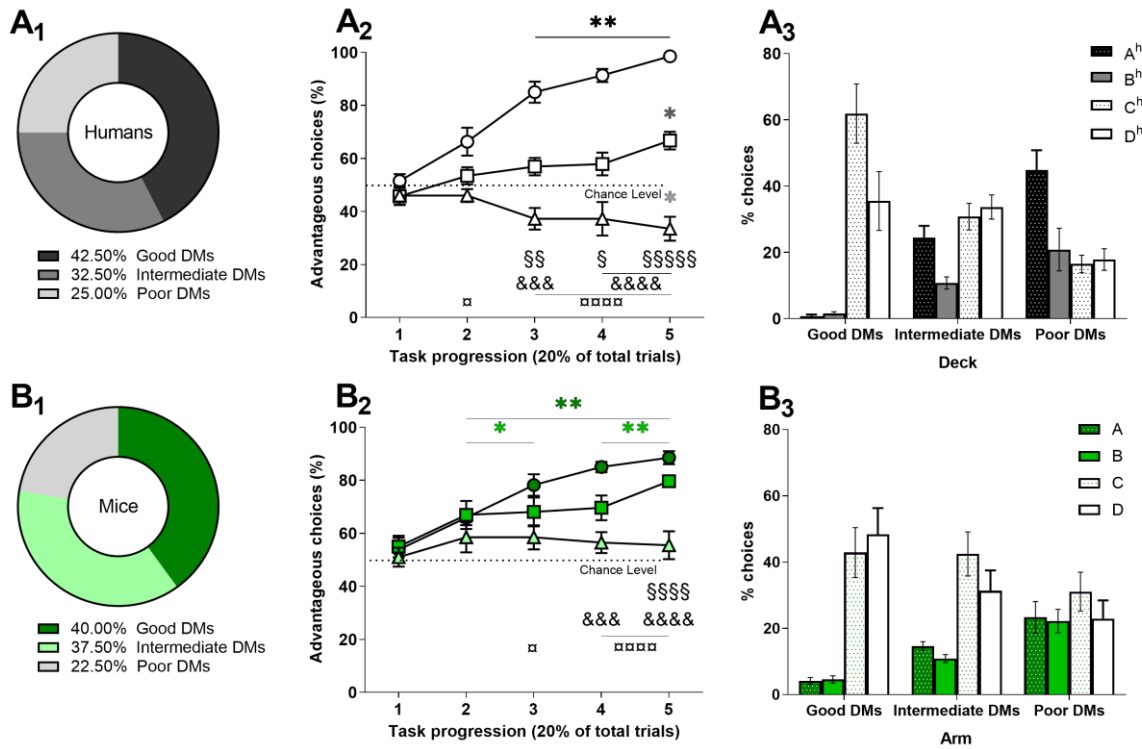 A1
Humans
42.50% Good DMs
32.50% Intermediate DMs
25.00% Poor DMs
A2
**
Advantageous choices (%)
100
80
60
40
20
0
*
Chance Level
*
§§ § §§§§§
&&& &&&&
¤ ¤¤¤¤
1 2 3 4 5
Task progression (20% of total trials)
A3
% choices
80
60
40
20
0
Aʰ
Bʰ
Cʰ
Dʰ
Good DMs Intermediate DMs Poor DMs
Deck
B1
Mice
40.00% Good DMs
37.50% Intermediate DMs
22.50% Poor DMs
B2
**
* **
Advantageous choices (%)
100
80
60
40
20
0
Chance Level
§§§§
&&& &&&&
¤ ¤¤¤¤
1 2 3 4 5
Task progression (20% of total trials)
B3
% choices
80
60
40
20
0
A
B
C
D
Good DMs Intermediate DMs Poor DMs
Arm